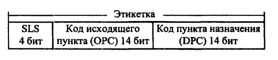 Этикетка
SLS
4 бит
Код исходящего
пункта (OPC) 14 бит
Код пункта назначения
(DPC) 14 бит